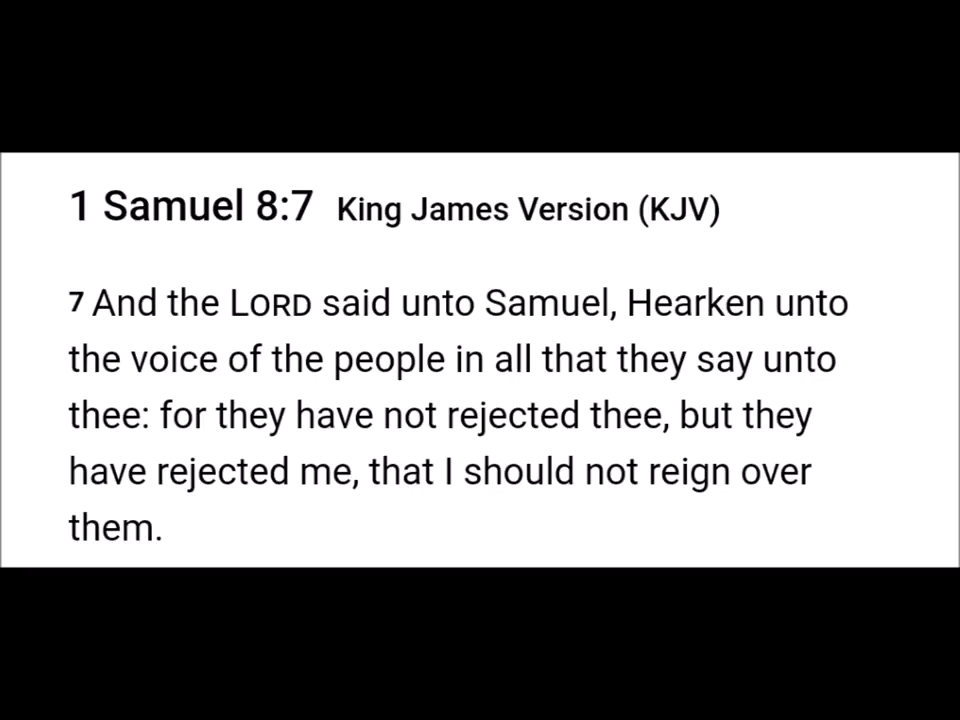 1 Samuel 8:7 King James Version (KJV)
7 And the LORD said unto Samuel, Hearken unto
the voice of the people in all that they say unto
thee: for they have not rejected thee, but they
have rejected me, that I should not reign over
them.